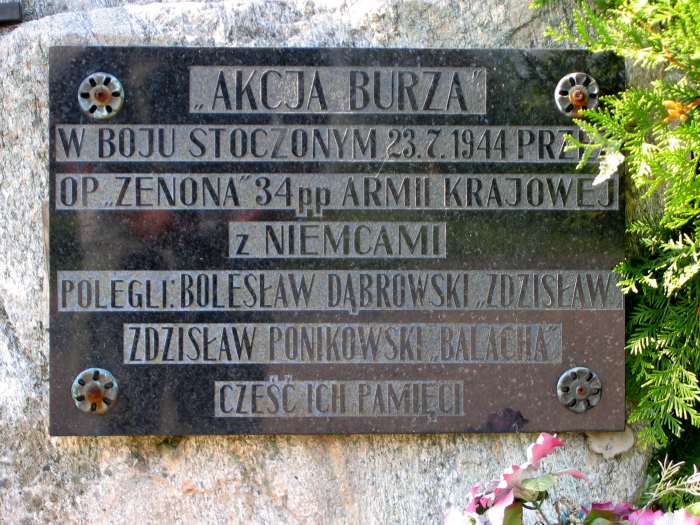 „AKCJA BURZA"
W BOJU STOCZONYM 23.7.1944 PRZEZ
OP „ZENONA" 34pp ARMII KRAJOWEJ
z NIEMCAMI
POLEGLI: BOLESŁAW DĄBROWSKI „ZDZISŁAW"
ZDZISŁAW PONIKOWSKI „BALACHA"
CZEŚĆ ICH PAMIĘCI